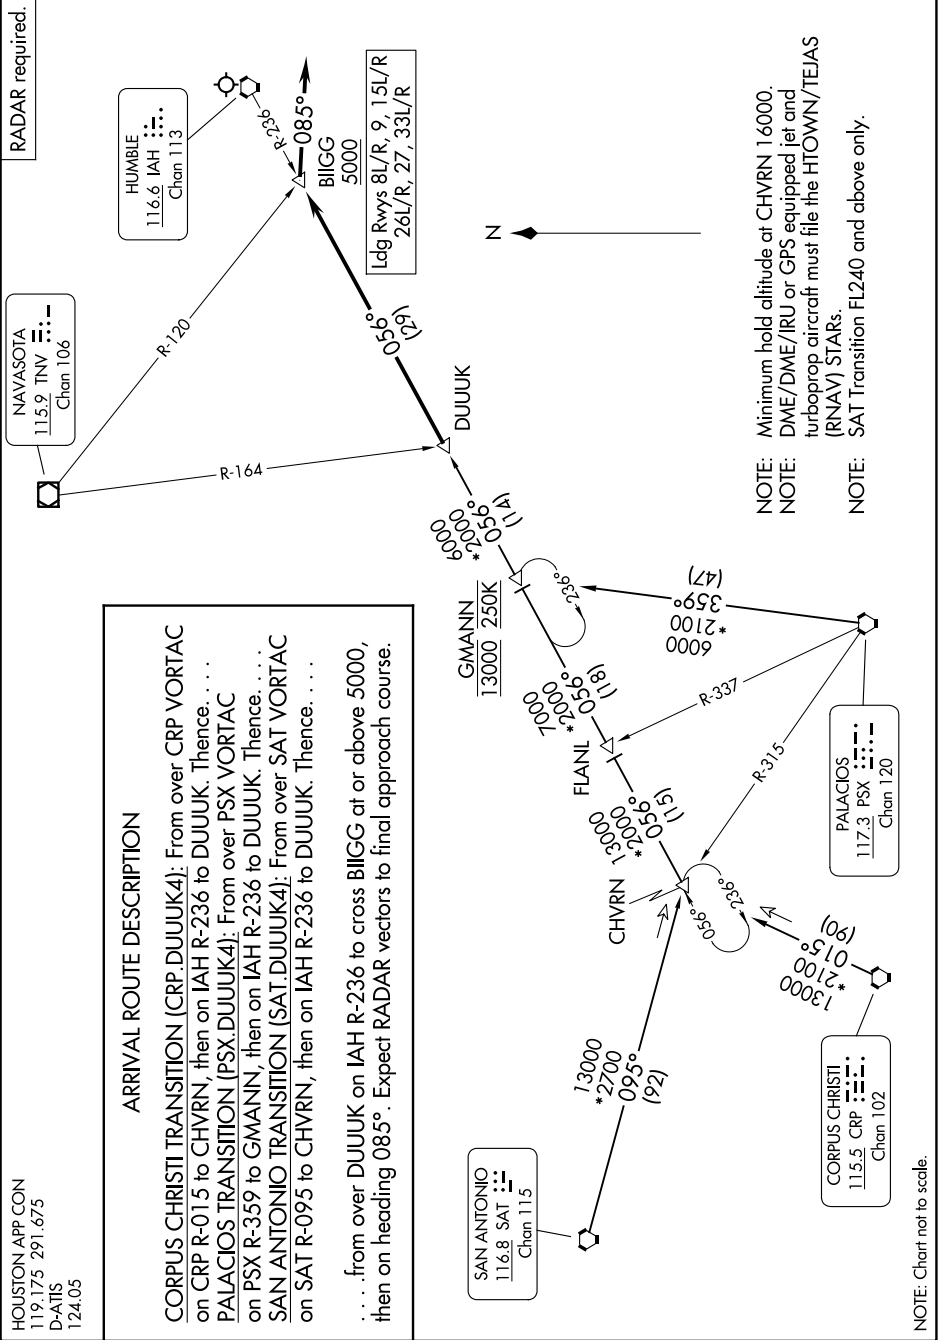 HOUSTON APP CON
119.175 291.675
D-ATIS
124.05
RADAR required.
ARRIVAL ROUTE DESCRIPTION
CORPUS CHRISTI TRANSITION (CRP.DUUUK4): From over CRP VORTAC
on CRP R-015 to CHVRN, then on IAH R-236 to DUUUK. Thence. . . .
PALACIOS TRANSITION (PSX.DUUUK4): From over PSX VORTAC
on PSX R-359 to GMANN, then on IAH R-236 to DUUUK. Thence. . . .
SAN ANTONIO TRANSITION (SAT.DUUUK4): From over SAT VORTAC
on SAT R-095 to CHVRN, then on IAH R-236 to DUUUK. Thence. . . .
. . . .from over DUUUK on IAH R-236 to cross BIIGG at or above 5000,
then on heading 085°. Expect RADAR vectors to final approach course.
NAVASOTA
115.9 TNV
Chan 106
HUMBLE
116.6 IAH
Chan 113
R-236
R-120
R-164
085°
BIIGG
5000
Ldg Rwys 8L/R, 9, 15L/R
26L/R, 27, 33L/R
056°
(29)
DUUUK
N
6000
*2000
056°
(14)
GMANN
13000 250K
236°
7000
*2000
056°
(18)
FLANL
13000
*2000
056°
(15)
CHVRN
056°
236°
6000
*2100
359°
(47)
R-337
R-315
PALACIOS
117.3 PSX
Chan 120
13000
*2100
015°
(90)
CORPUS CHRISTI
115.5 CRP
Chan 102
13000
*2700
095°
(92)
SAN ANTONIO
116.8 SAT
Chan 115
NOTE: Minimum hold altitude at CHVRN 16000.
NOTE: DME/DME/IRU or GPS equipped jet and
turboprop aircraft must file the HTOWN/TEJAS
(RNAV) STARs.
NOTE: SAT Transition FL240 and above only.
NOTE: Chart not to scale.